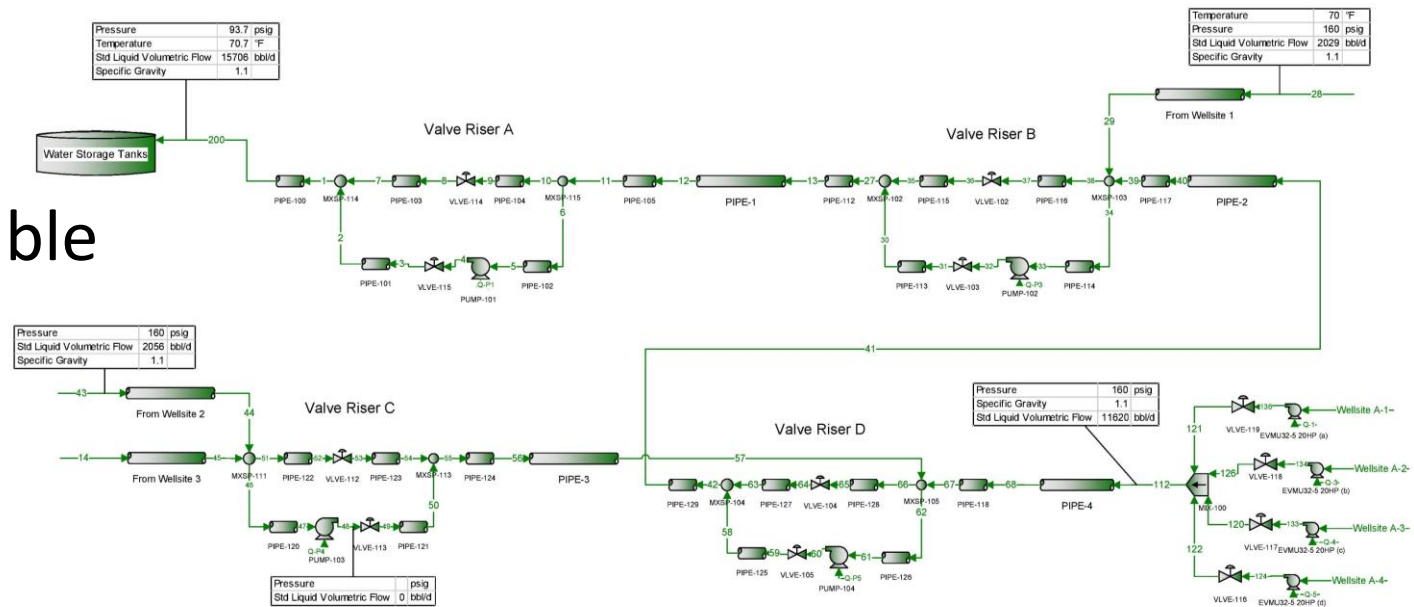 Pressure 93.7 psig
Temperature 70.7 °F
Std Liquid Volumetric Flow 15706 bbl/d
Specific Gravity 1.1
Temperature 70 °F
Pressure 160 psig
Std Liquid Volumetric Flow 2029 bbl/d
Specific Gravity 1.1
28
From Wellsite 1
29
Valve Riser A
Valve Riser B
Water Storage Tanks
200
1 7 8 9 10 11 12 13 27 35 36 37 38 39 40
PIPE-100 MXSP-114 PIPE-103 VLVE-114 PIPE-104 MXSP-115 PIPE-105 PIPE-1 PIPE-112 MXSP-102 PIPE-115 VLVE-102 PIPE-116 MXSP-103 PIPE-117 PIPE-2
2 6 30 34
ble
3 4 5 31 32 33
PIPE-101 VLVE-115 Q-P1 PIPE-102 PIPE-113 VLVE-103 Q-P3 PIPE-114
PUMP-101 PUMP-102
Pressure 160 psig
Std Liquid Volumetric Flow 2056 bbl/d
Specific Gravity 1.1
41
43
From Wellsite 2
44
Valve Riser C
14
From Wellsite 3
45 51 52 53 54 55 56 57
MXSP-111 PIPE-122 VLVE-112 PIPE-123 MXSP-113 PIPE-124 PIPE-3
46 50
47 48 49
PIPE-120 Q-P4 VLVE-113 PIPE-121
PUMP-103
Pressure psig
Std Liquid Volumetric Flow 0 bbl/d
Valve Riser D
Pressure 160 psig
Specific Gravity 1.1
Std Liquid Volumetric Flow 11620 bbl/d
42 63 64 65 66 67 68 112
PIPE-129 MXSP-104 PIPE-127 VLVE-104 PIPE-128 MXSP-105 PIPE-118 PIPE-4 MIX-100
58 62
59 60 61
PIPE-125 VLVE-105 Q-P5 PIPE-126
PUMP-104
121 Q-1 Wellsite A-1
VLVE-119 EVMU32-5 20HP (a)
126 134 Q-3 Wellsite A-2
VLVE-118 EVMU32-5 20HP (b)
120 133 Q-4 Wellsite A-3
VLVE-117 EVMU32-5 20HP (c)
122 124 Q-5 Wellsite A-4
VLVE-116 EVMU32-5 20HP (d)